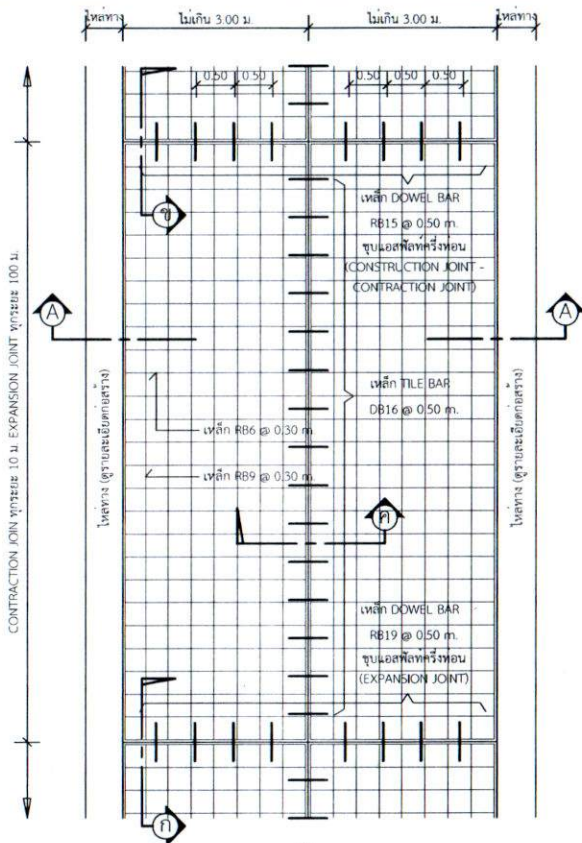 ไหล่ทาง
ไม่เกิน 3.00 ม.
ไม่เกิน 3.00 ม.
ไหล่ทาง
0.50 0.50
0.50 0.50 0.50
เหล็ก DOWEL BAR
RB15 @ 0.50 m.
ชุบแอสฟัลท์ครึ่งท่อน
(CONSTRUCTION JOINT -
CONTRACTION JOINT)
ข
A
A
เหล็ก TILE BAR
DB16 @ 0.50 m.
เหล็ก RB6 @ 0.30 m.
เหล็ก RB9 @ 0.30 m.
ค
CONTRACTION JOIN ทุกระยะ 10 ม. EXPANSION JOINT ทุกระยะ 100 ม.
ไหล่ทาง (ดูรายละเอียดก่อสร้าง)
ไหล่ทาง (ดูรายละเอียดก่อสร้าง)
เหล็ก DOWEL BAR
RB19 @ 0.50 m.
ชุบแอสฟัลท์ครึ่งท่อน
(EXPANSION JOINT)
ก